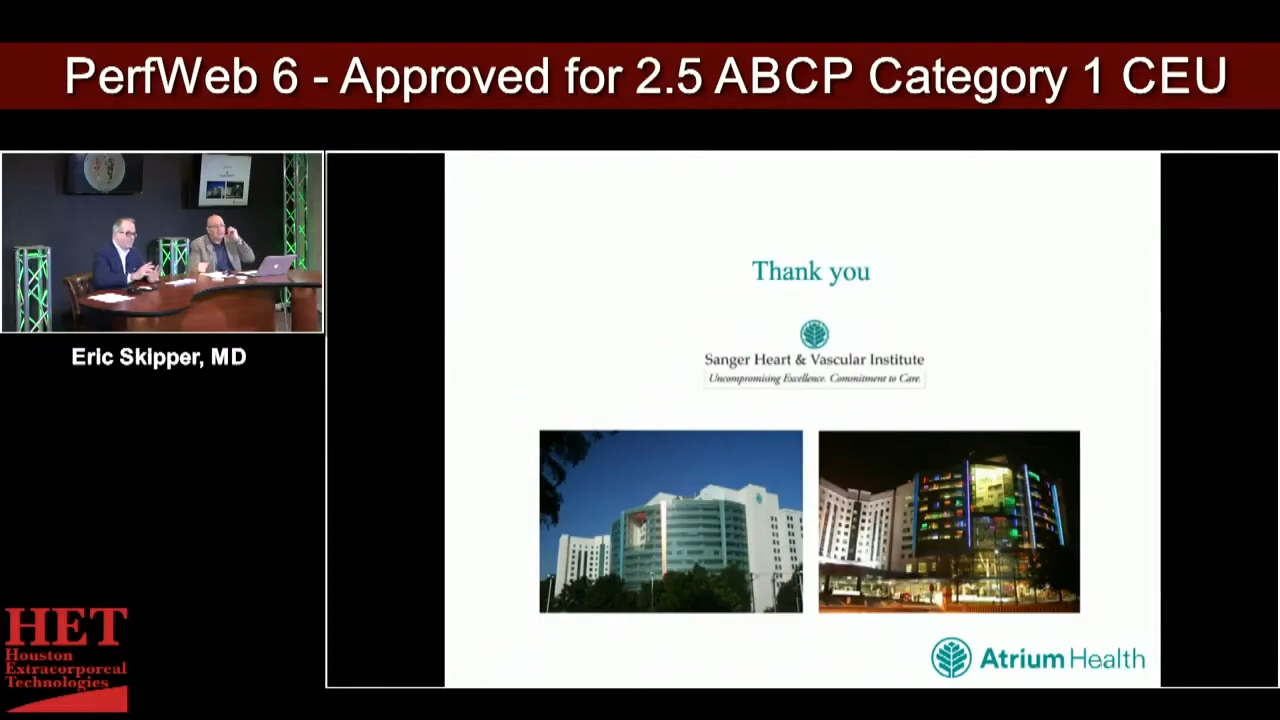 PerfWeb 6 - Approved for 2.5 ABCP Category 1 CEU
Eric Skipper, MD
Thank you
Sanger Heart & Vascular Institute
Uncompromising Excellence. Commitment to Care.
Atrium Health
HET
Houston
Extracorporeal
Technologies